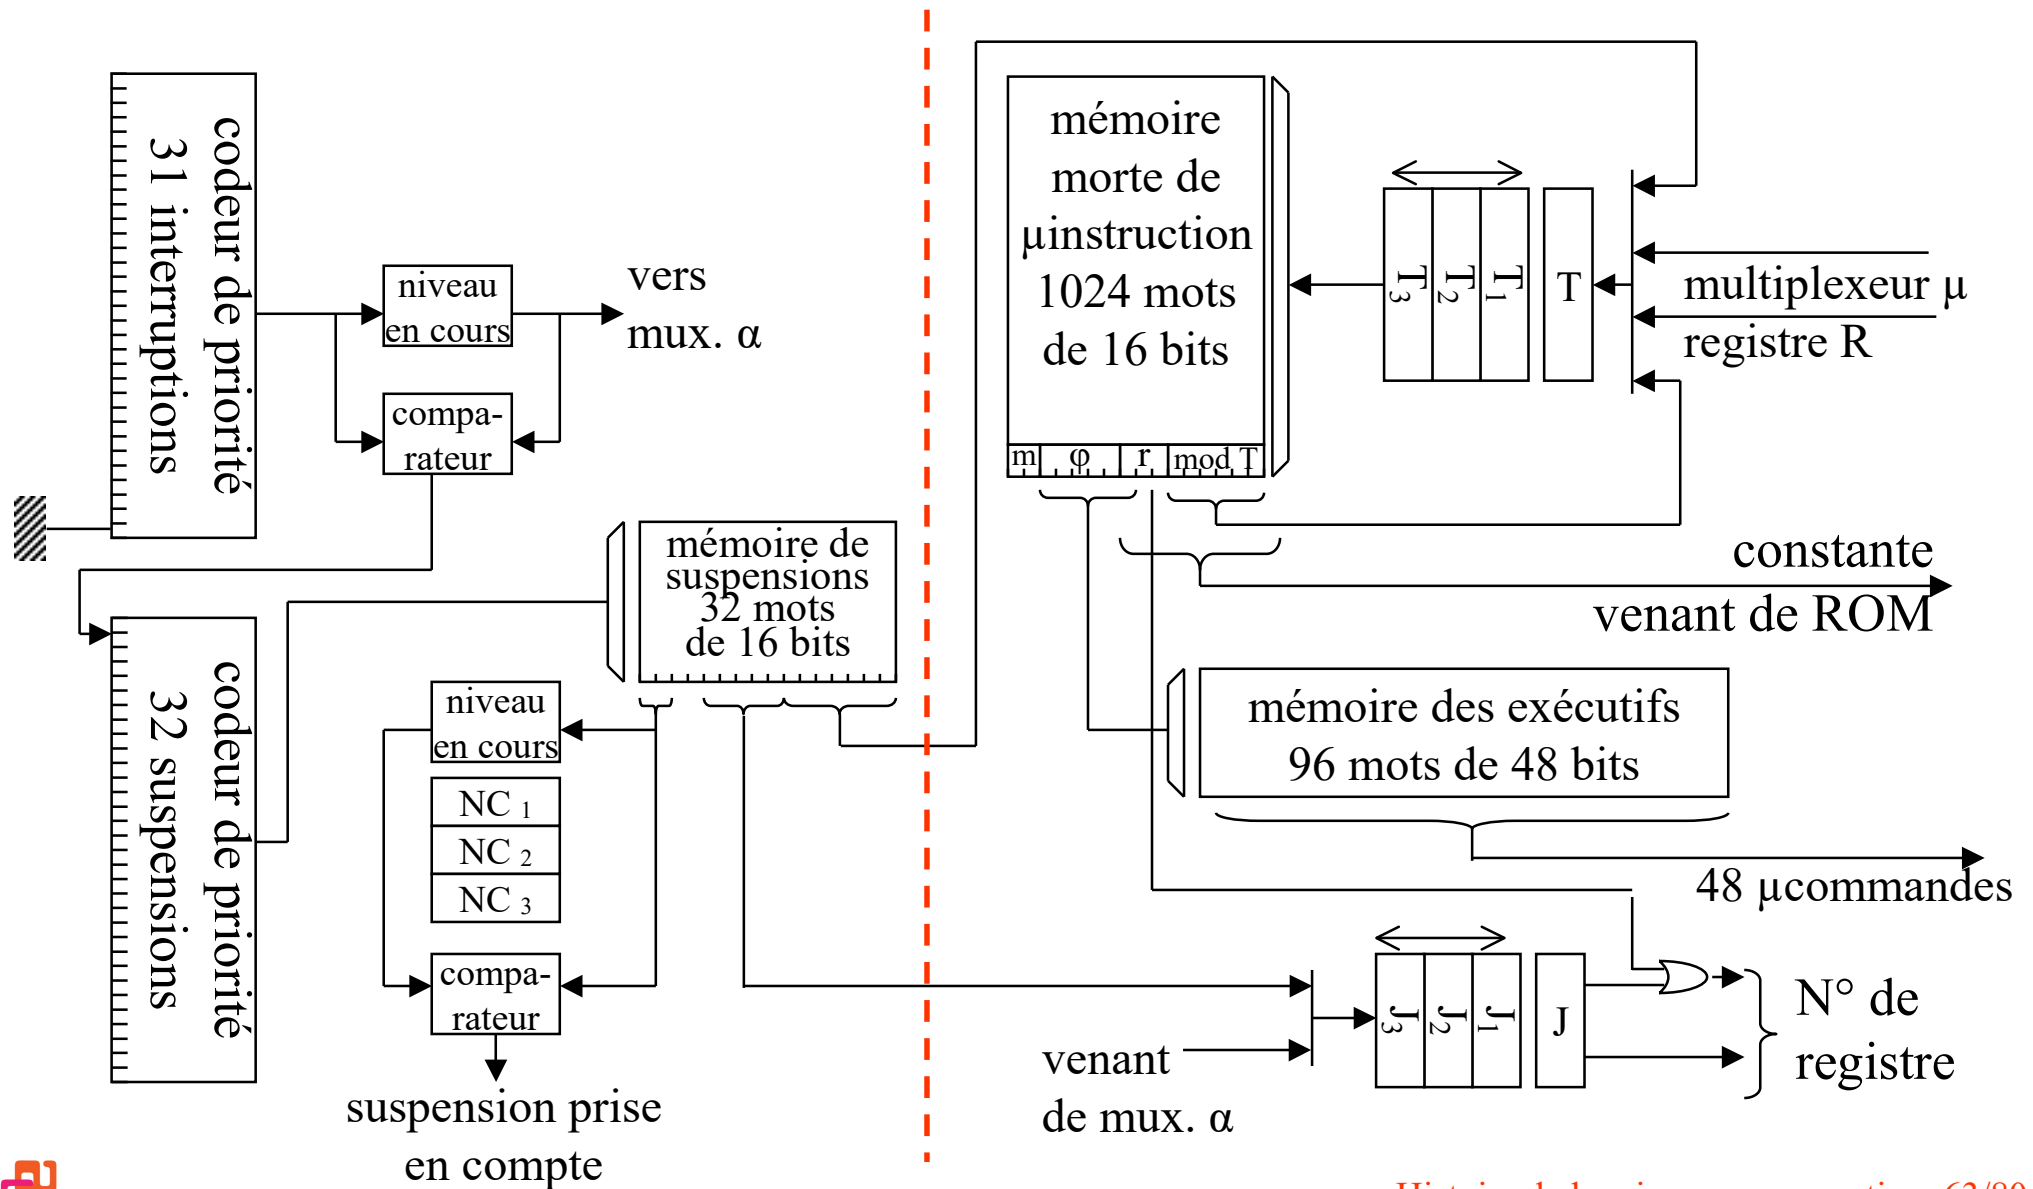 codeur de priorité
31 interruptions
niveau
en cours
vers
mux. α
compa-
rateur
codeur de priorité
32 suspensions
mémoire de
suspensions
32 mots
de 16 bits
niveau
en cours
NC 1
NC 2
NC 3
compa-
rateur
suspension prise
en compte
mémoire
morte de
µinstruction
1024 mots
de 16 bits
m φ r mod T
T3 T2 T1 T
multiplexeur µ
registre R
constante
venant de ROM
mémoire des exécutifs
96 mots de 48 bits
48 µcommandes
J3 J2 J1 J
N° de
registre
venant
de mux. α